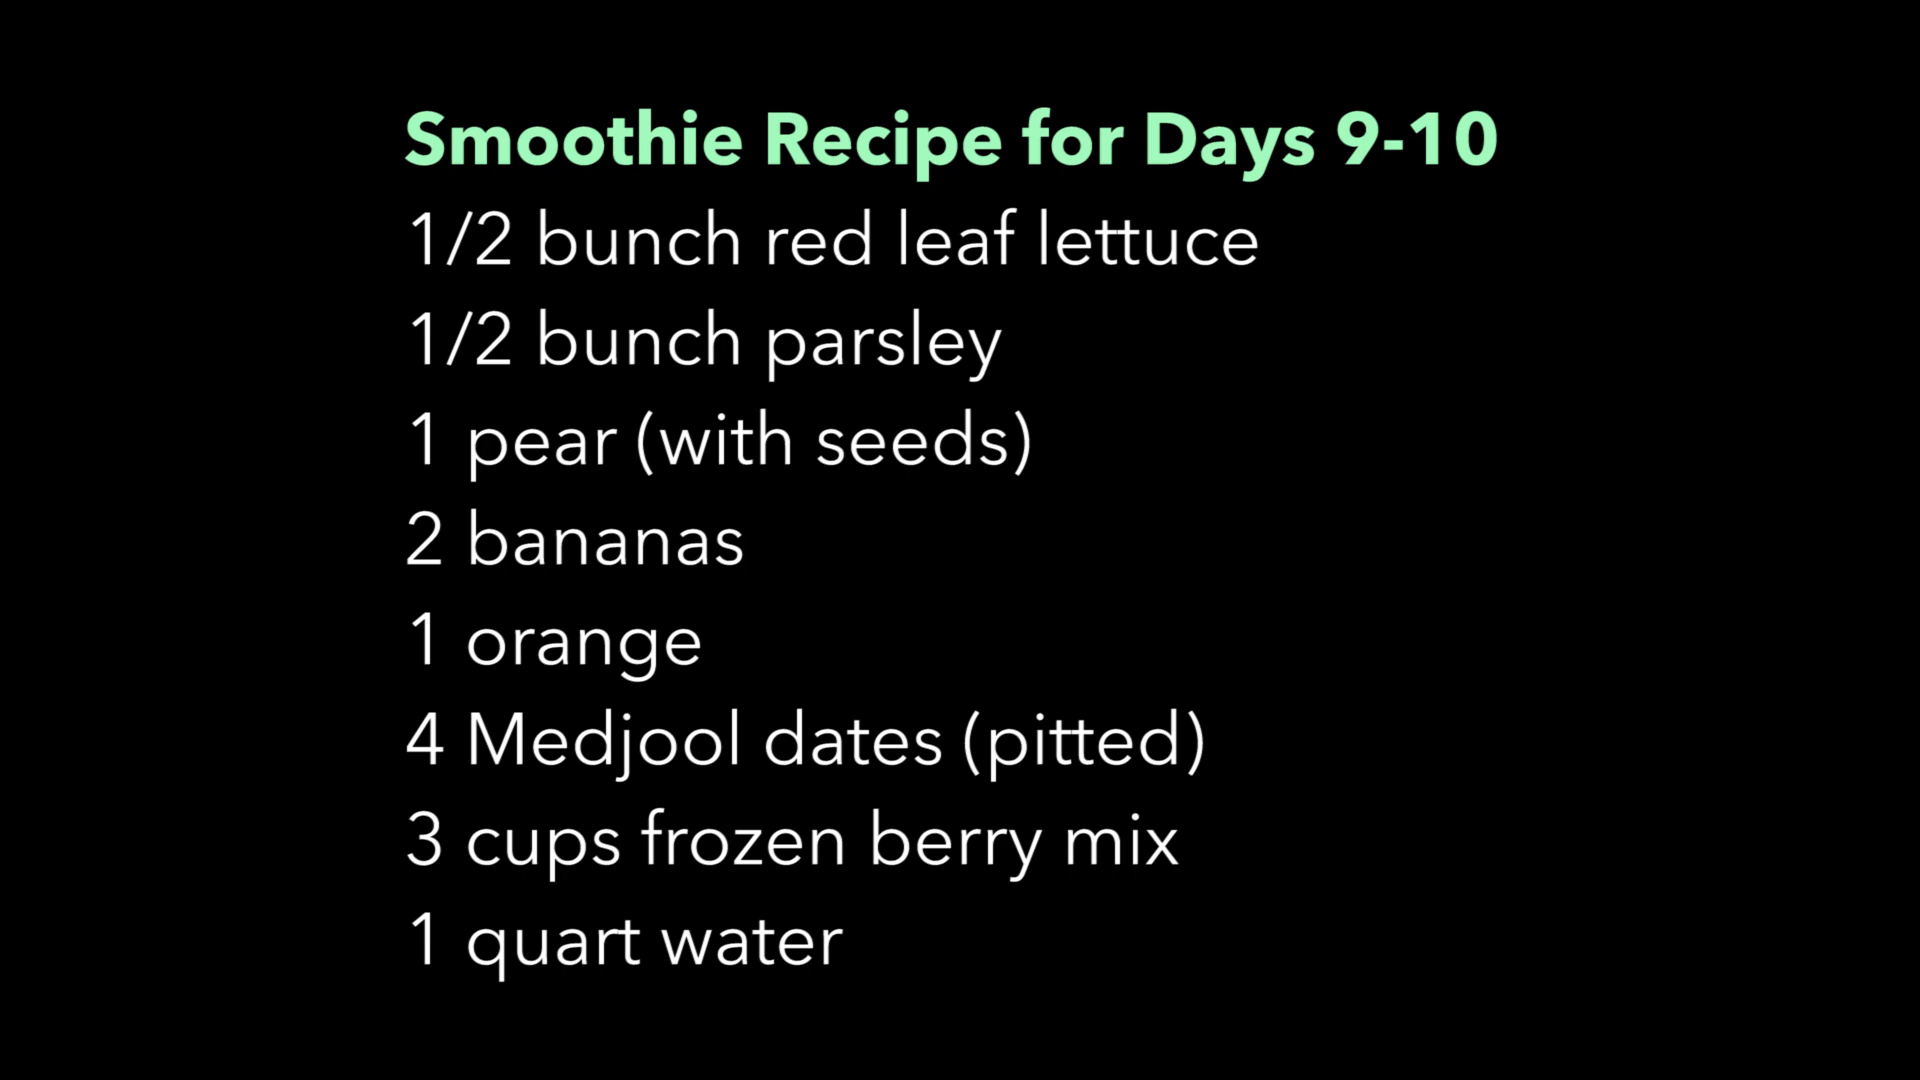 Smoothie Recipe for Days 9-10
1/2 bunch red leaf lettuce
1/2 bunch parsley
1 pear (with seeds)
2 bananas
1 orange
4 Medjool dates (pitted)
3 cups frozen berry mix
1 quart water